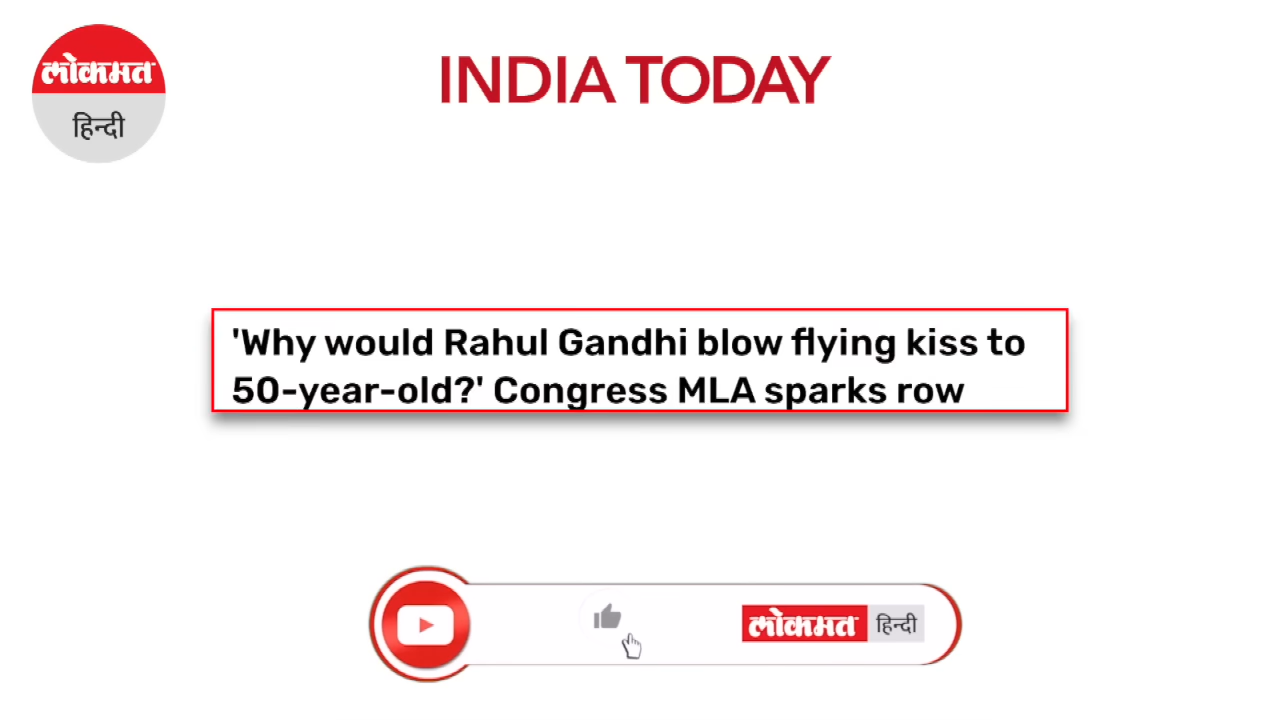 लोकमत
हिन्दी
INDIA TODAY
'Why would Rahul Gandhi blow flying kiss to
50-year-old?' Congress MLA sparks row
लोकमत हिन्दी